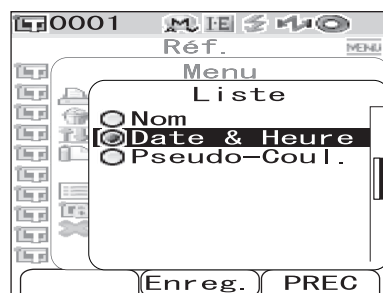 0001 M I·E
Réf. MENU
Menu
Liste
Nom
Date & Heure
Pseudo-Coul.
Enreg. PREC